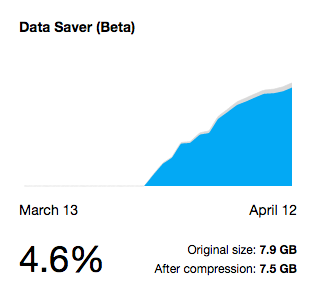 Data Saver (Beta)
March 13 April 12
4.6%
Original size: 7.9 GB
After compression: 7.5 GB